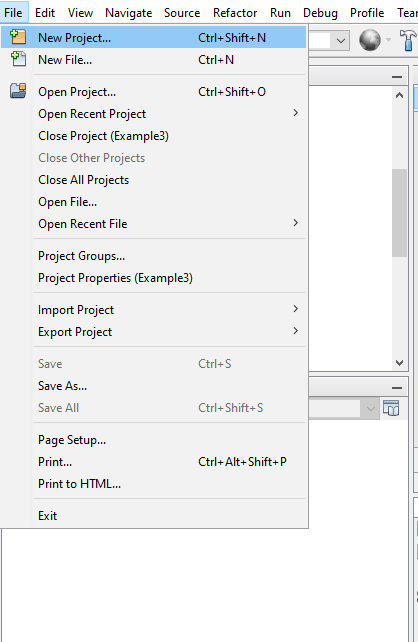 File Edit View Navigate Source Refactor Run Debug Profile
New Project... Ctrl+Shift+N
New File... Ctrl+N
Open Project... Ctrl+Shift+O
Open Recent Project
Close Project (Example3)
Close Other Projects
Close All Projects
Open File...
Open Recent File
Project Groups...
Project Properties (Example3)
Import Project
Export Project
Save Ctrl+S
Save As...
Save All Ctrl+Shift+S
Page Setup...
Print... Ctrl+Alt+Shift+P
Print to HTML...
Exit